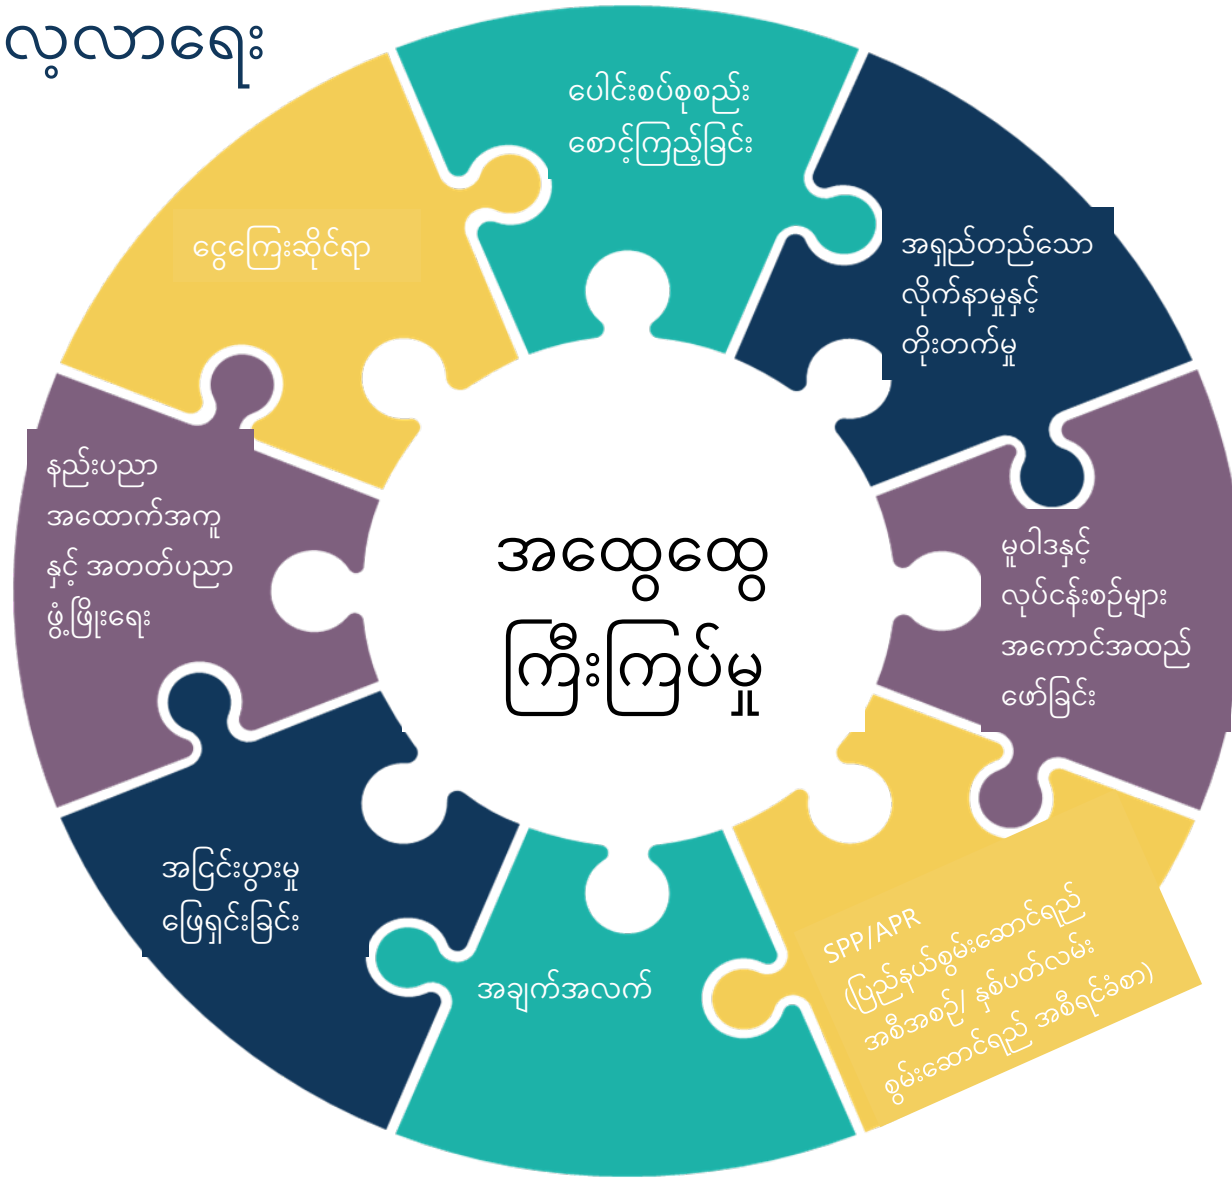 လ့လာရေး
ပေါင်းစပ်စုစည်း
စောင့်ကြည့်ခြင်း
အရှည်တည်သော
လိုက်နာမှုနှင့်
တိုးတက်မှု
မူဝါဒနှင့်
လုပ်ငန်းစဉ်များ
အကောင်အထည်
ဖော်ခြင်း
SPP/APR
(ပြည်နယ်စွမ်းဆောင်ရည်
အစီအစဉ်/ နှစ်ပတ်လမ်း
စွမ်းဆောင်ရည် အစီရင်ခံစာ)
အချက်အလက်
အငြင်းပွားမှု
ဖြေရှင်းခြင်း
နည်းပညာ
အထောက်အကူ
နှင့် အတတ်ပညာ
ဖွံ့ဖြိုးရေး
ငွေကြေးဆိုင်ရာ
အထွေထွေ
ကြီးကြပ်မှု